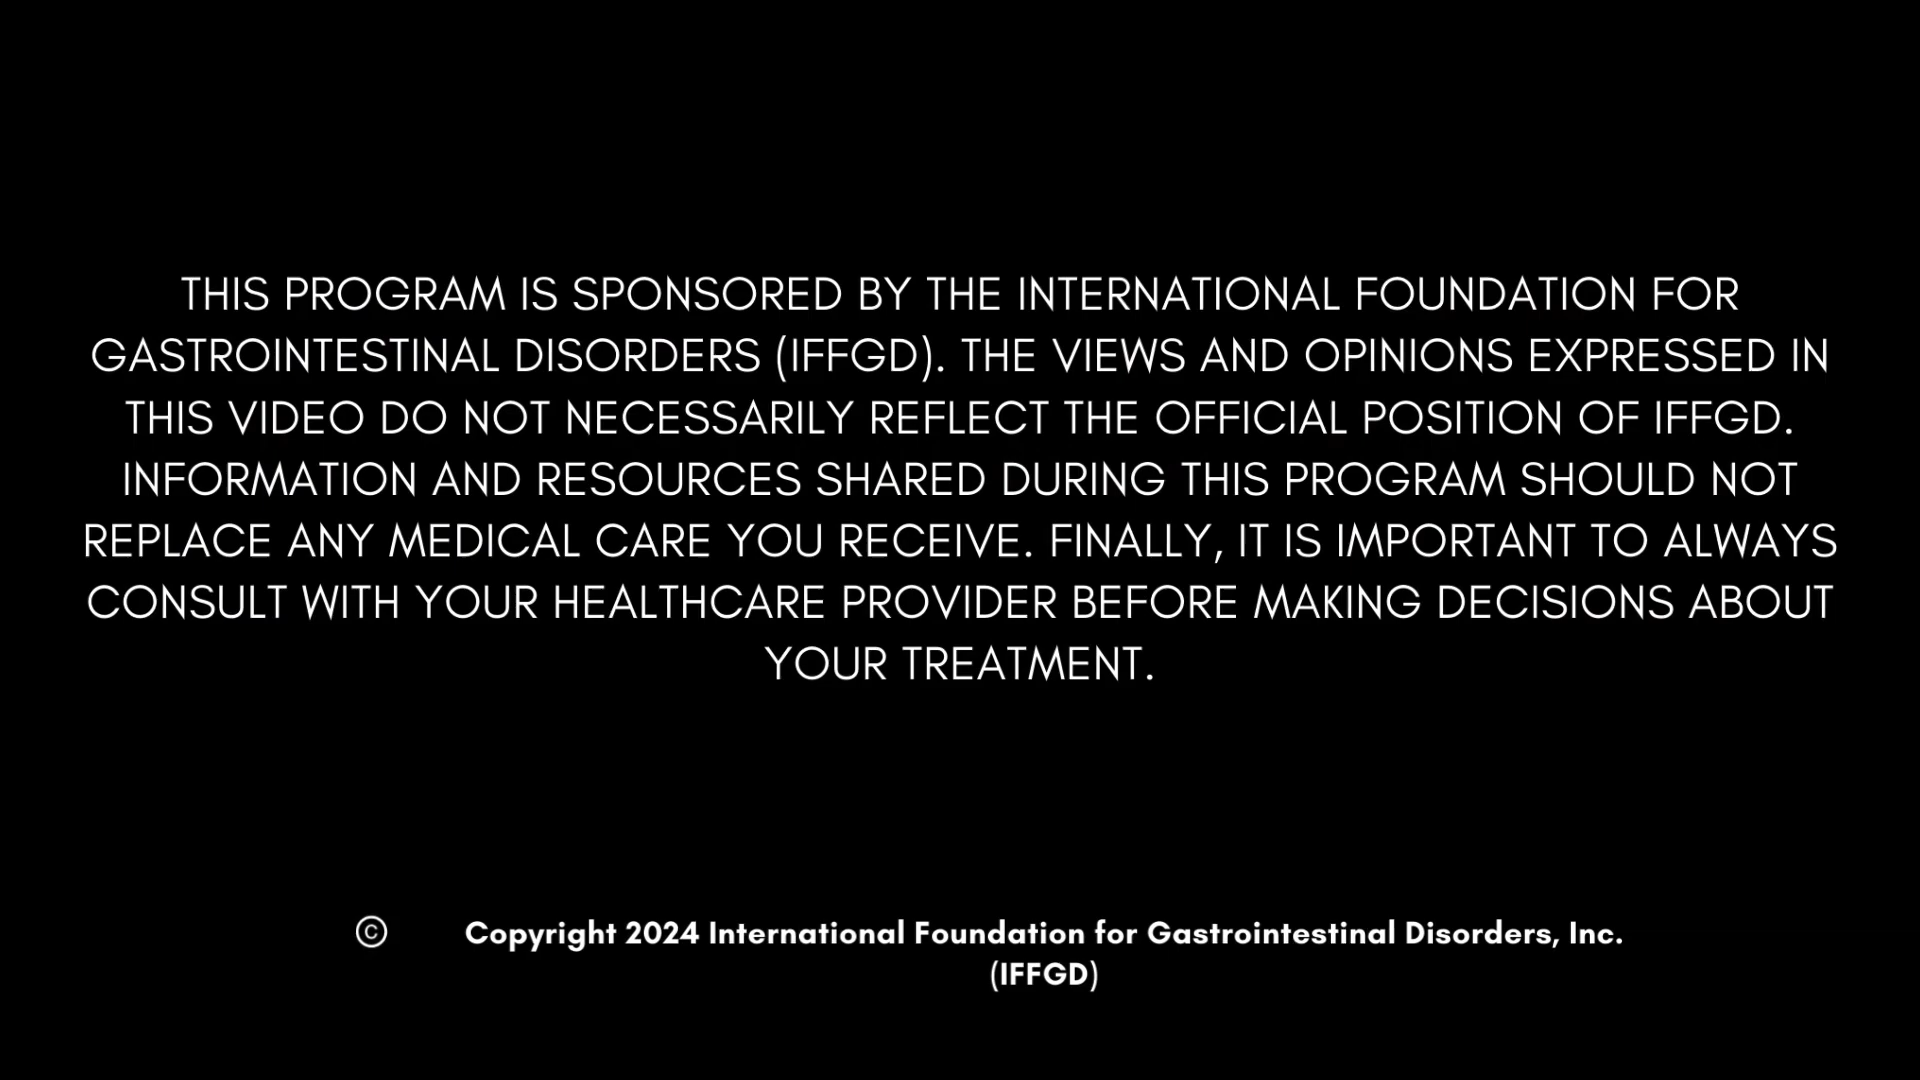 THIS PROGRAM IS SPONSORED BY THE INTERNATIONAL FOUNDATION FOR
GASTROINTESTINAL DISORDERS (IFFGD). THE VIEWS AND OPINIONS EXPRESSED IN
THIS VIDEO DO NOT NECESSARILY REFLECT THE OFFICIAL POSITION OF IFFGD.
INFORMATION AND RESOURCES SHARED DURING THIS PROGRAM SHOULD NOT
REPLACE ANY MEDICAL CARE YOU RECEIVE. FINALLY, IT IS IMPORTANT TO ALWAYS
CONSULT WITH YOUR HEALTHCARE PROVIDER BEFORE MAKING DECISIONS ABOUT
YOUR TREATMENT.
© Copyright 2024 International Foundation for Gastrointestinal Disorders, Inc.
(IFFGD)